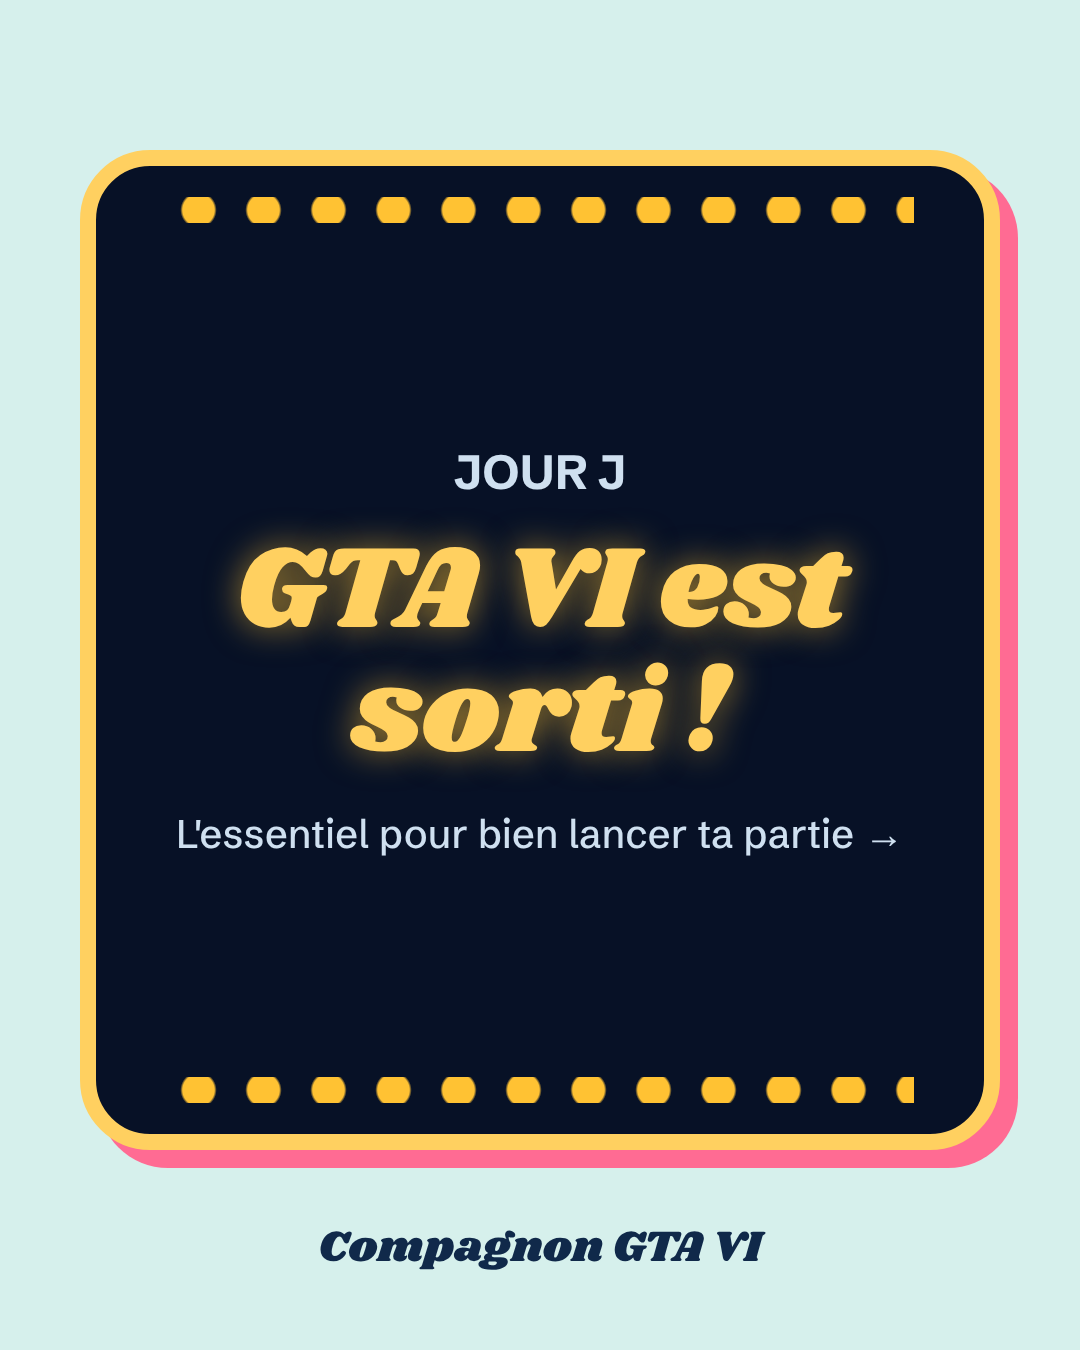 JOUR J
GTA VI est
sorti !
L'essentiel pour bien lancer ta partie →
Compagnon GTA VI